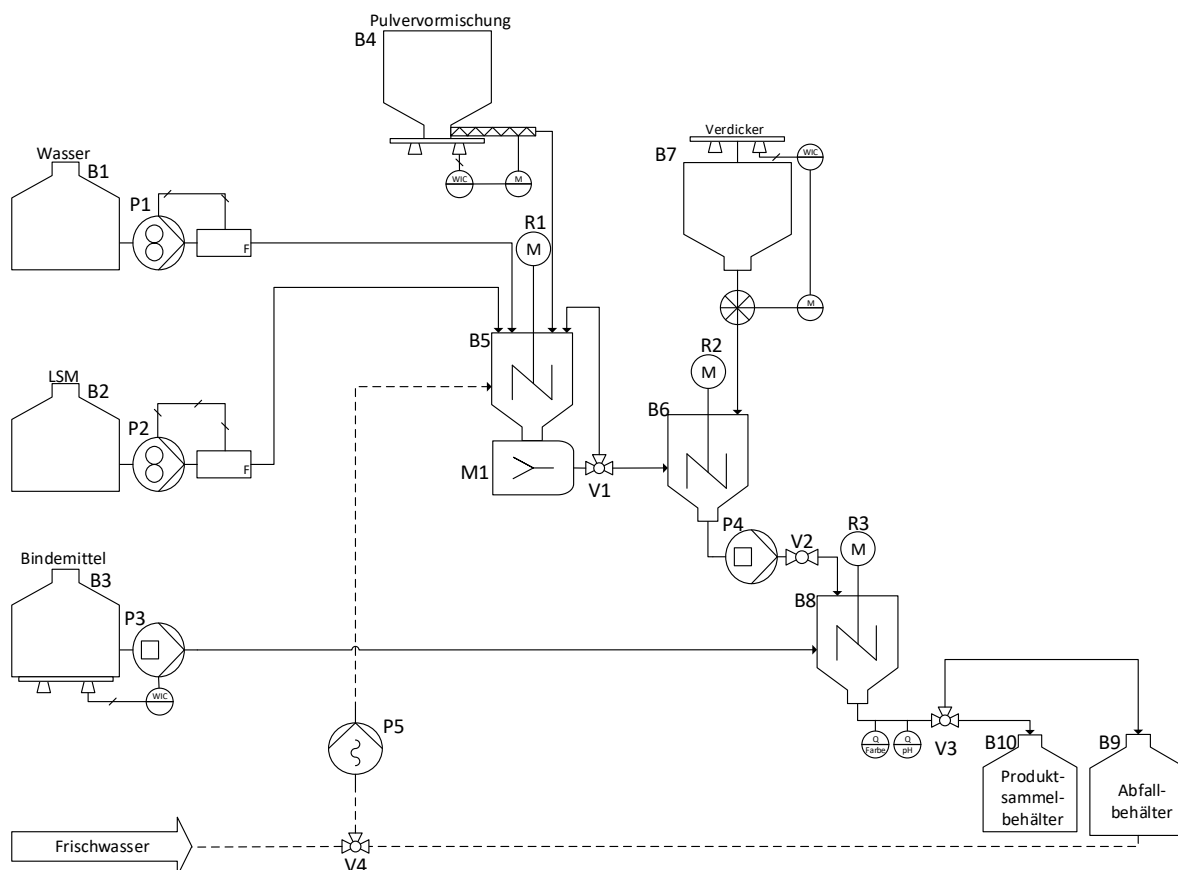 Pulvervormischung
B4
WIC
M
Verdicker
WIC
B7
M
Wasser
B1
P1
F
R1
M
B5
LSM
B2
P2
F
M1
V1
R2
M
B6
P4
V2
R3
M
B8
Bindemittel
B3
P3
WIC
P5
Q
Farbe
Q
pH
V3
B10
Produkt-
sammel-
behälter
B9
Abfall-
behälter
Frischwasser
V4